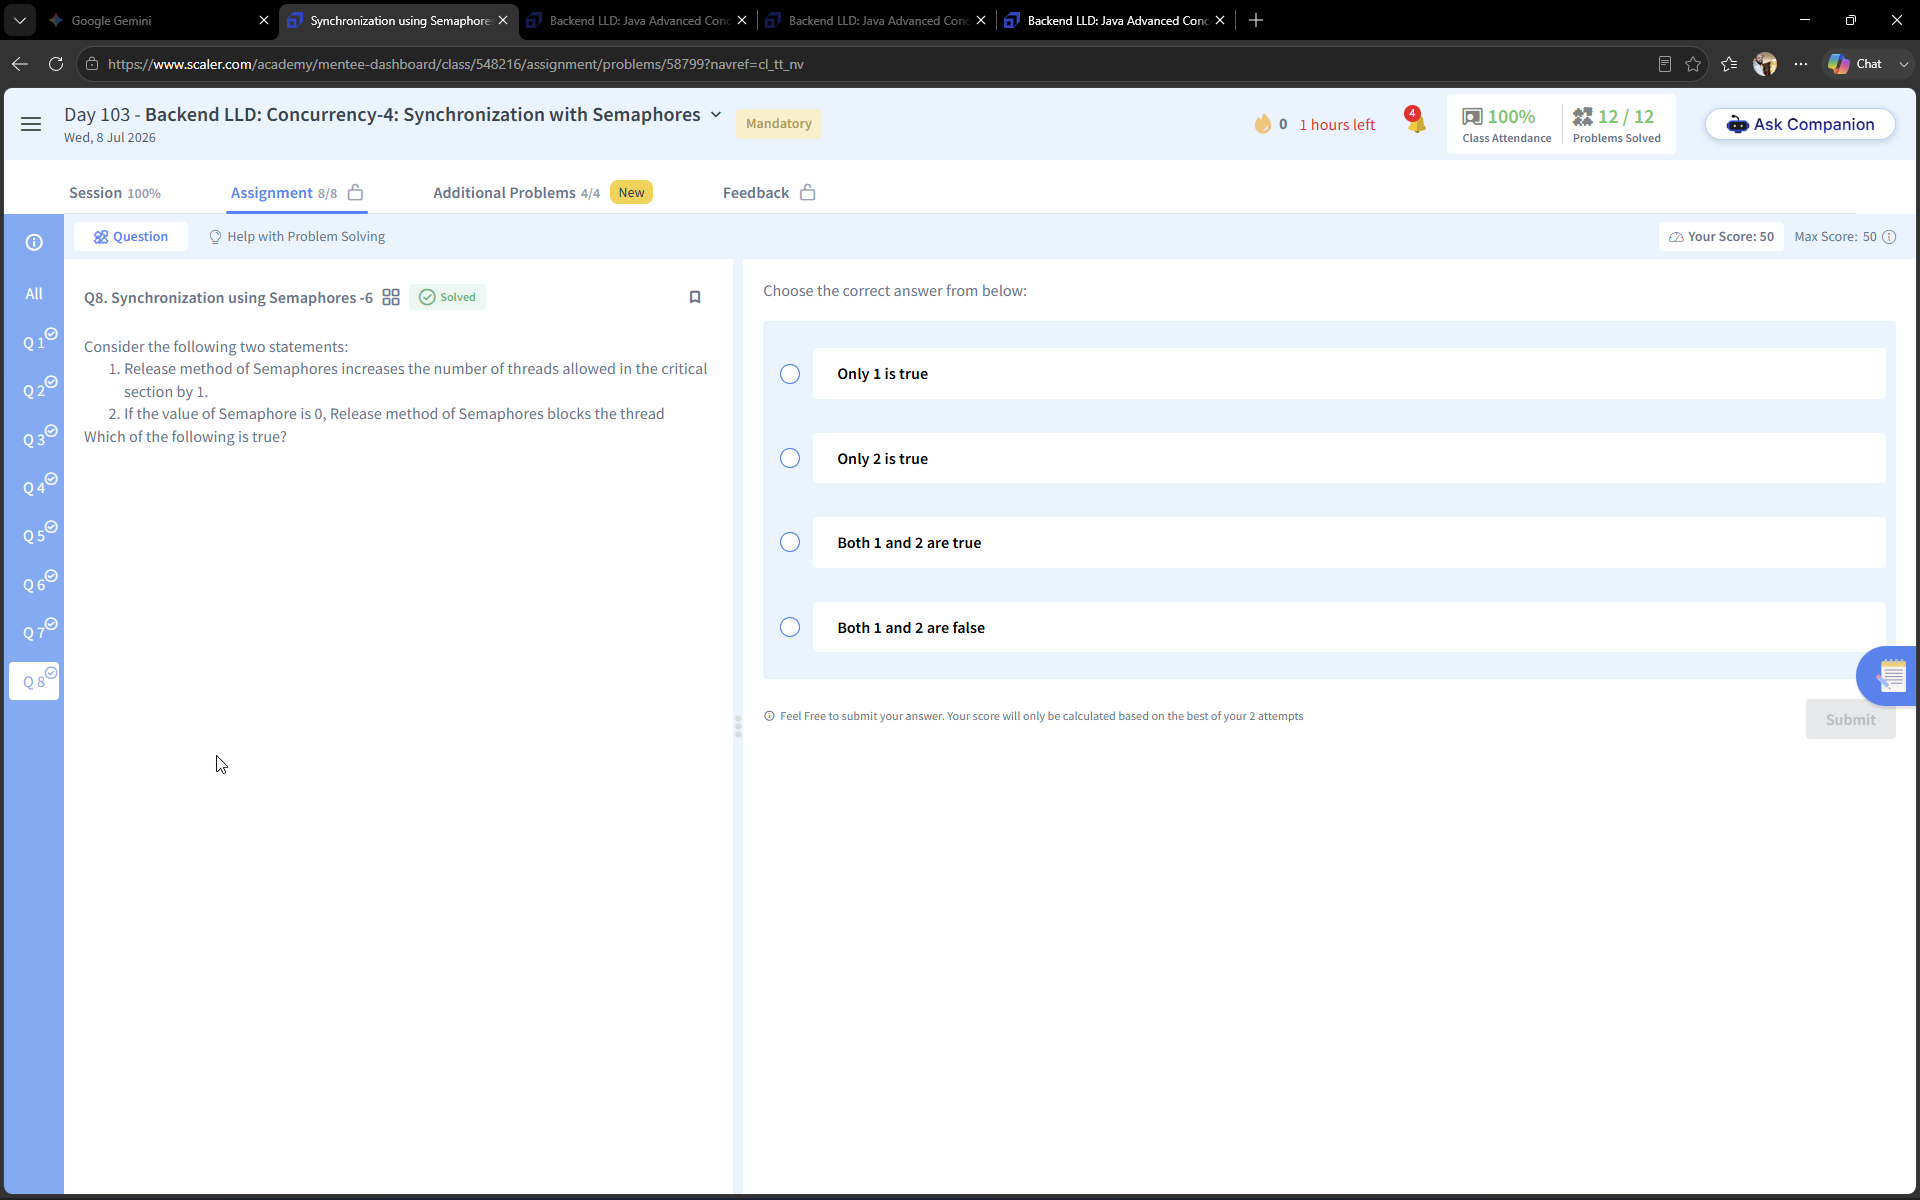 Google Gemini
Synchronization using Semaphore
Backend LLD: Java Advanced Conc
Backend LLD: Java Advanced Conc
Backend LLD: Java Advanced Conc
https://www.scaler.com/academy/mentee-dashboard/class/548216/assignment/problems/58799?navref=cl_tt_nv
Chat
Day 103 - Backend LLD: Concurrency-4: Synchronization with Semaphores
Wed, 8 Jul 2026
Mandatory
0
1 hours left
4
100%
Class Attendance
12 / 12
Problems Solved
Ask Companion
Session 100%
Assignment 8/8
Additional Problems 4/4
New
Feedback
Question
Help with Problem Solving
Your Score: 50
Max Score: 50
All
Q 1
Q 2
Q 3
Q 4
Q 5
Q 6
Q 7
Q 8
Q8. Synchronization using Semaphores -6
Solved
Consider the following two statements:
1. Release method of Semaphores increases the number of threads allowed in the critical
section by 1.
2. If the value of Semaphore is 0, Release method of Semaphores blocks the thread
Which of the following is true?
Choose the correct answer from below:
Only 1 is true
Only 2 is true
Both 1 and 2 are true
Both 1 and 2 are false
Feel Free to submit your answer. Your score will only be calculated based on the best of your 2 attempts
Submit